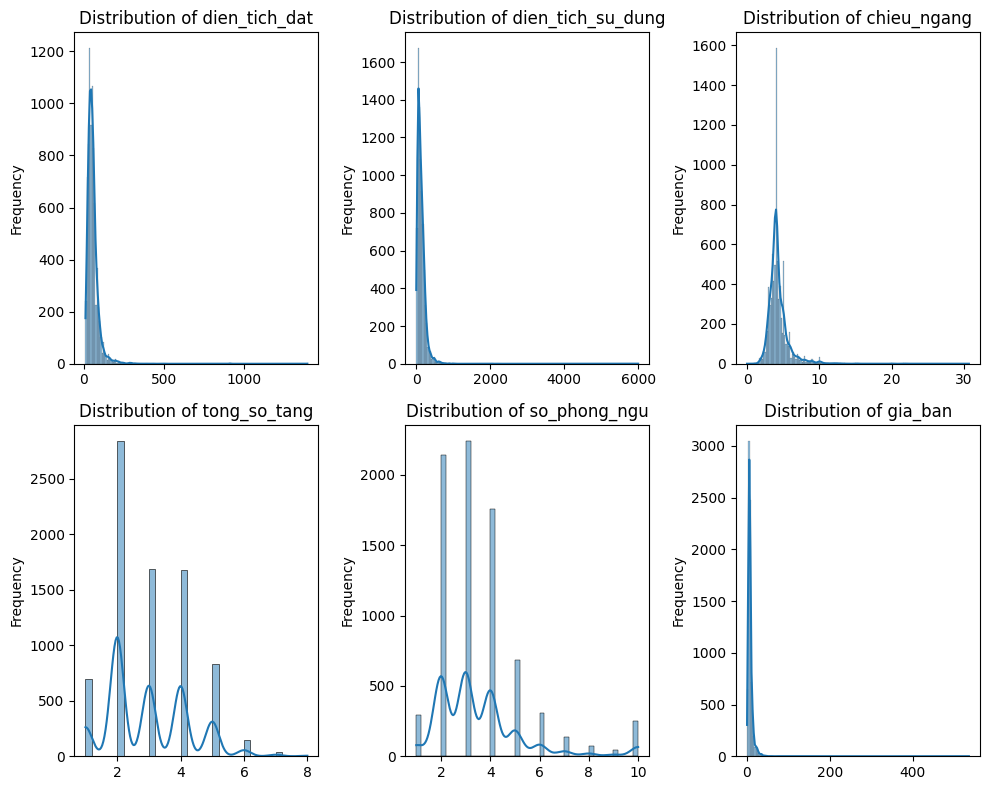 Distribution of dien_tich_dat
Frequency
1200
1000
800
600
400
200
0
0 500 1000
Distribution of dien_tich_su_dung
Frequency
1600
1400
1200
1000
800
600
400
200
0
0 2000 4000 6000
Distribution of chieu_ngang
Frequency
1600
1400
1200
1000
800
600
400
200
0
0 10 20 30
Distribution of tong_so_tang
Frequency
2500
2000
1500
1000
500
0
2 4 6 8
Distribution of so_phong_ngu
Frequency
2000
1500
1000
500
0
2 4 6 8 10
Distribution of gia_ban
Frequency
3000
2500
2000
1500
1000
500
0
0 200 400